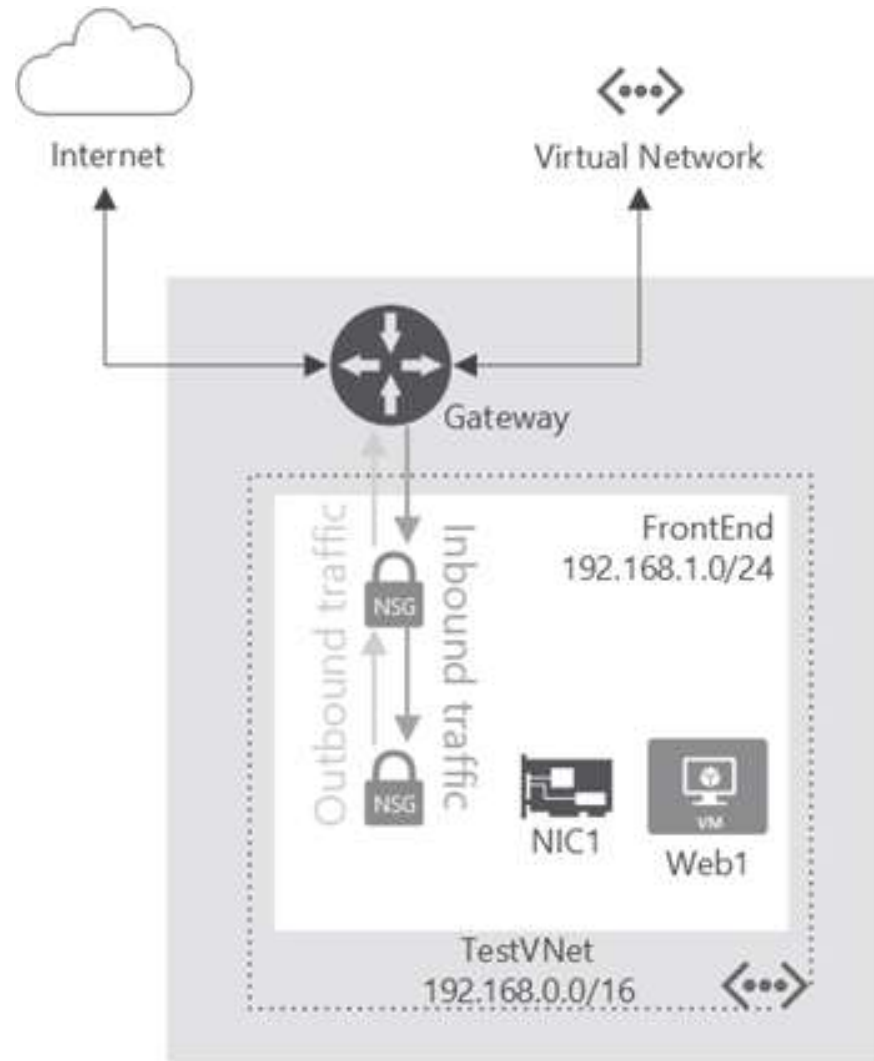 Internet
Virtual Network
Gateway
FrontEnd
192.168.1.0/24
Outbound traffic
Inbound traffic
NSG
NSG
NIC1
VM
Web1
TestVNet
192.168.0.0/16